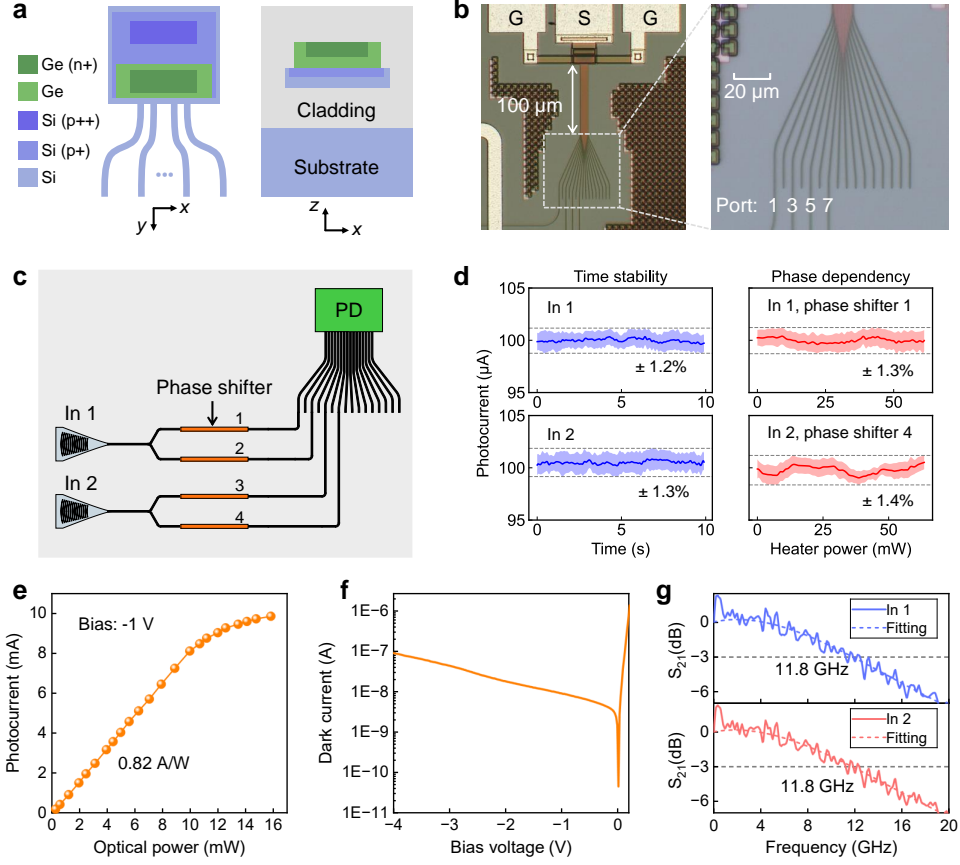 a
Ge (n+)
Ge
Si (p++)
Si (p+)
Si
x
y
Cladding
Substrate
z
x
b
G S G
100 µm
20 µm
Port: 1 3 5 7
c
PD
Phase shifter
In 1
1
2
In 2
3
4
d
Time stability
Phase dependency
Photocurrent (µA)
105
100
95
In 1
± 1.2%
0 5 10
In 1, phase shifter 1
± 1.3%
0 25 50
105
100
95
In 2
± 1.3%
0 5 10
Time (s)
In 2, phase shifter 4
± 1.4%
0 25 50
Heater power (mW)
e
Photocurrent (mA)
10
8
6
4
2
0
Bias: -1 V
0.82 A/W
0 2 4 6 8 10 12 14 16
Optical power (mW)
f
Dark current (A)
1E−6
1E−7
1E−8
1E−9
1E−10
1E−11
−4 −3 −2 −1 0
Bias voltage (V)
g
S21(dB)
0
−3
−6
In 1
Fitting
11.8 GHz
S21(dB)
0
−3
−6
In 2
Fitting
11.8 GHz
0 4 8 12 16 20
Frequency (GHz)